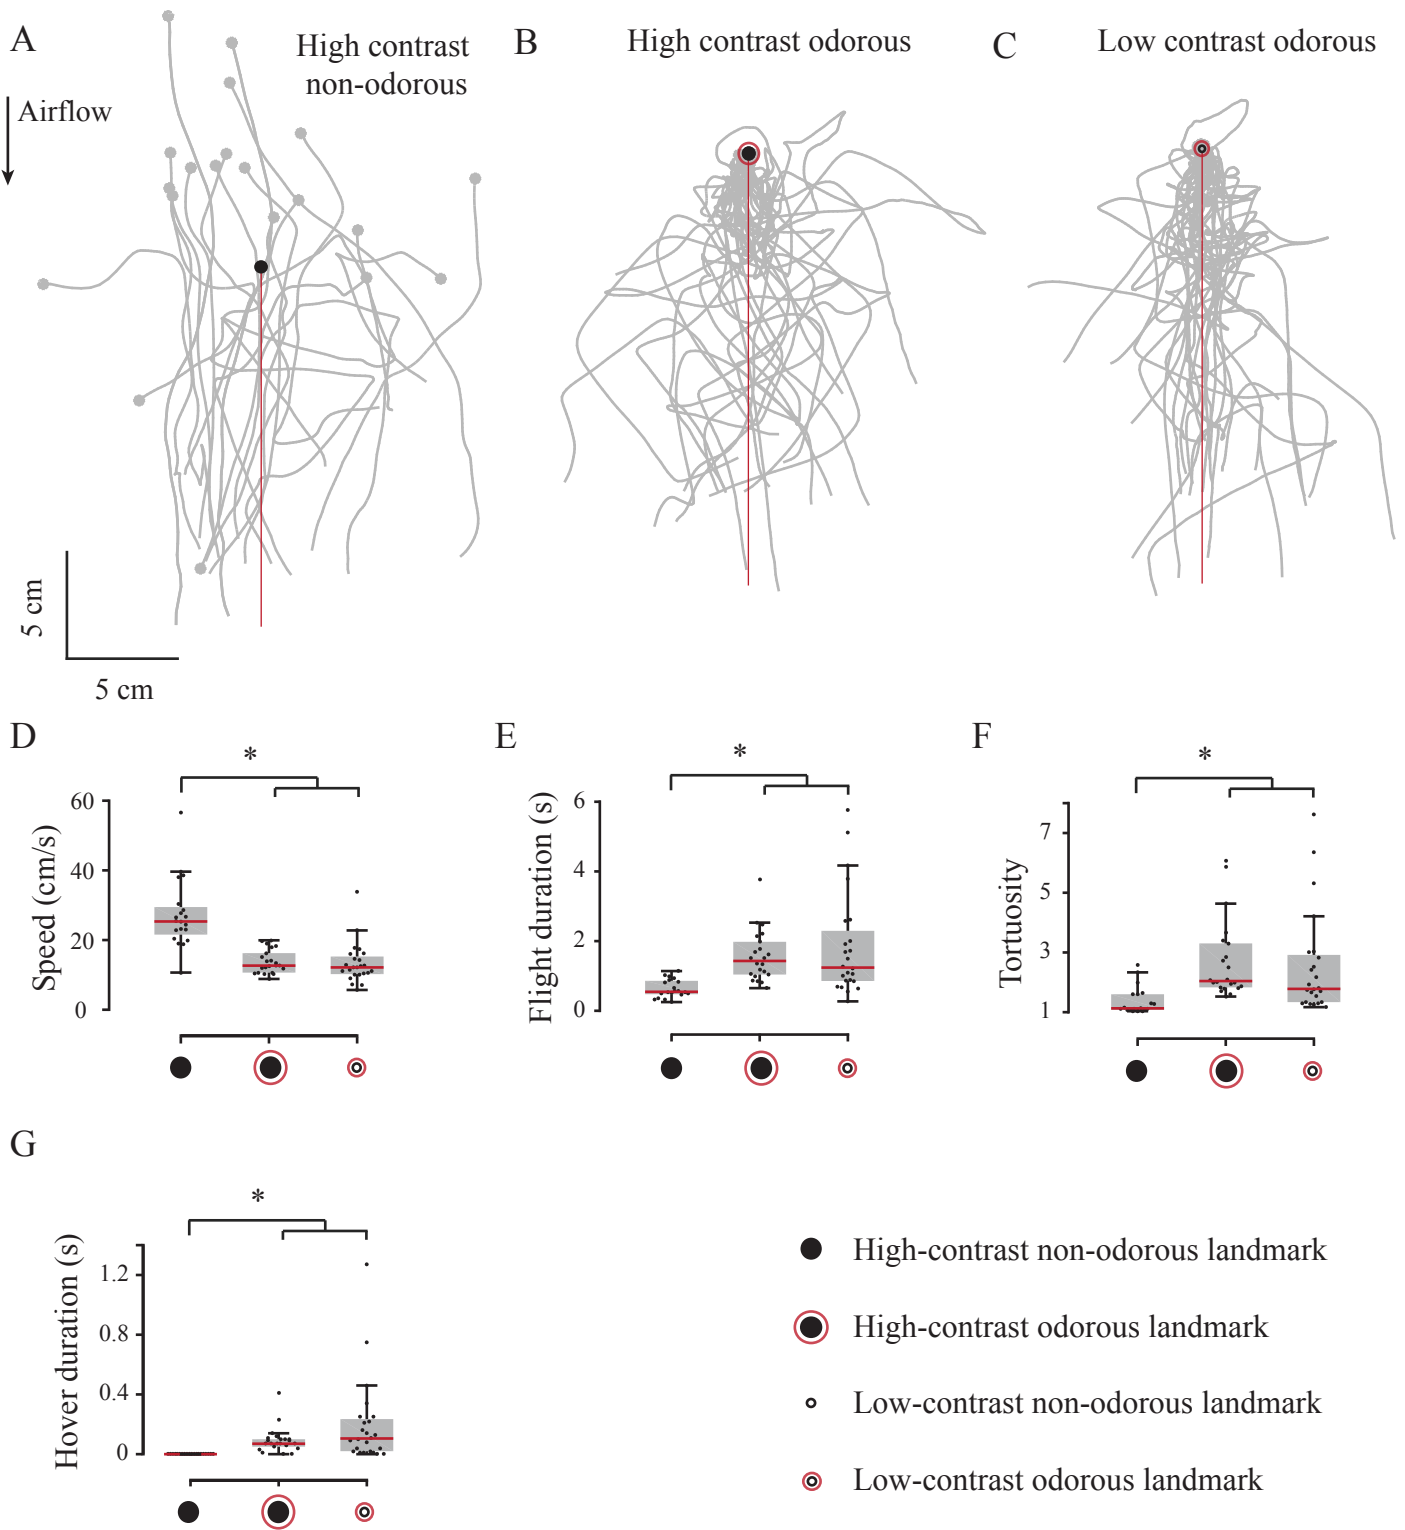 A
High contrast
non-odorous
B
High contrast odorous
C
Low contrast odorous
Airflow
5 cm
5 cm
D
*
60
40
20
0
Speed (cm/s)
E
*
6
4
2
0
Flight duration (s)
F
*
7
5
3
1
Tortuosity
G
*
1.2
0.8
0.4
0
Hover duration (s)
High-contrast non-odorous landmark
High-contrast odorous landmark
Low-contrast non-odorous landmark
Low-contrast odorous landmark